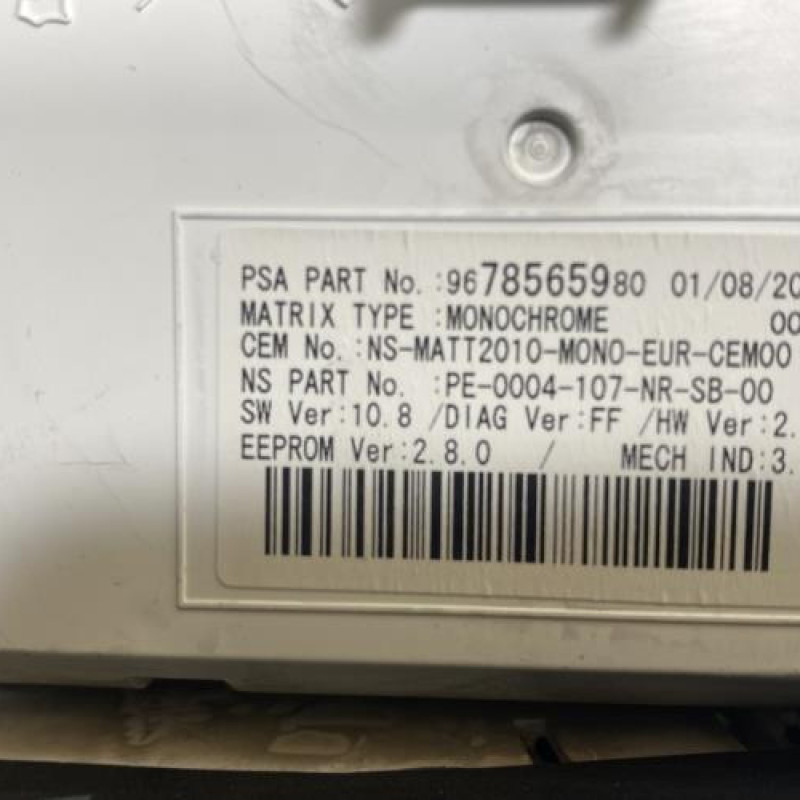 PSA PART No. :9678565980 01/08/20
MATRIX TYPE :MONOCHROME 00
CEM No. :NS-MATT2010-MONO-EUR-CEM00
NS PART No. :PE-0004-107-NR-SB-00
SW Ver:10.8 /DIAG Ver:FF /HW Ver:2.
EEPROM Ver:2.8.0 / MECH IND:3.